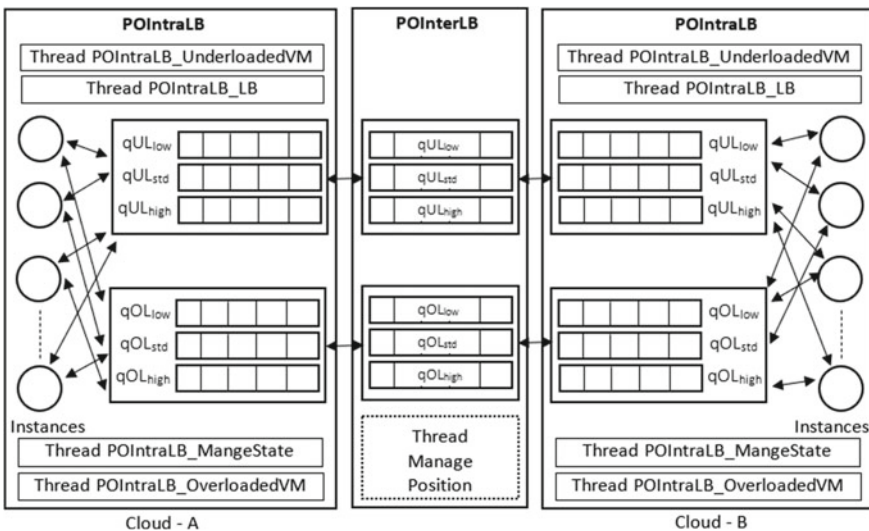 POIntraLB
Thread POIntraLB_UnderloadedVM
Thread POIntraLB_LB
qULlow
qULstd
qULhigh
qOLlow
qOLstd
qOLhigh
Instances
Thread POIntraLB_MangeState
Thread POIntraLB_OverloadedVM
Cloud - A
POInterLB
qULlow
qULstd
qULhigh
qOLlow
qOLstd
qOLhigh
Thread
Manage
Position
POIntraLB
Thread POIntraLB_UnderloadedVM
Thread POIntraLB_LB
qULlow
qULstd
qULhigh
qOLlow
qOLstd
qOLhigh
Instances
Thread POIntraLB_MangeState
Thread POIntraLB_OverloadedVM
Cloud - B